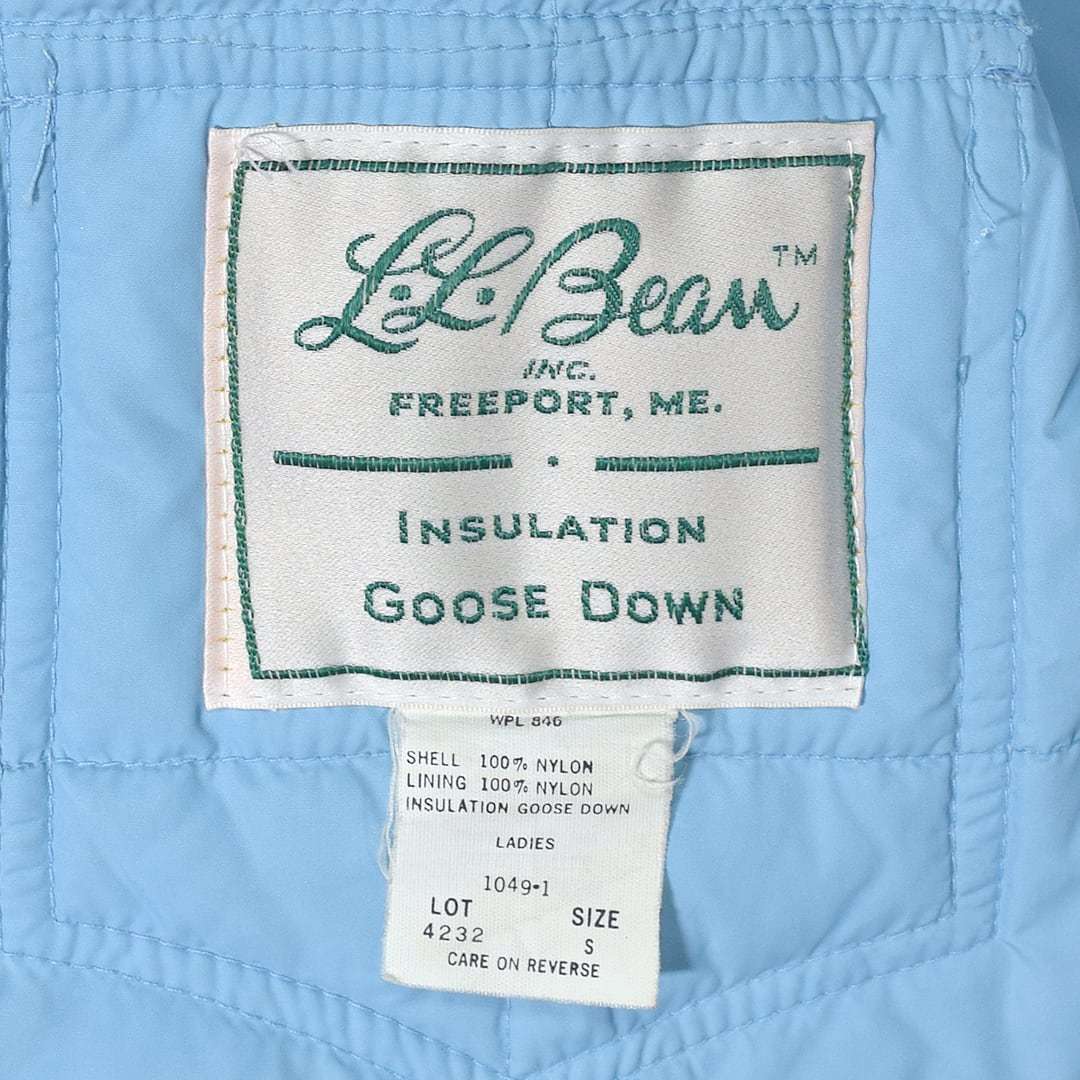 L.L.Bean™
INC.
FREEPORT, ME.
INSULATION
GOOSE DOWN
WPL 846
SHELL 100% NYLON
LINING 100% NYLON
INSULATION GOOSE DOWN
LADIES
1049•1
LOT SIZE
4232 S
CARE ON REVERSE